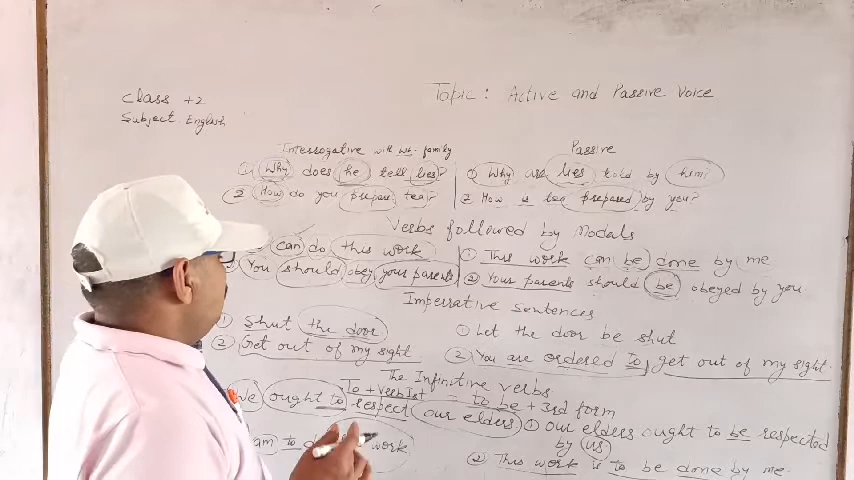 Class +2
Subject English
Topic: Active and Passive Voice
Interrogative with wh- family
Passive
① Why does he tell lies?
① Why are lies told by him?
② How do you prepare tea?
② How is tea prepared by you?
Verbs followed by Modals
can do this work
① This work can be done by me
② You should obey your parents
② Your parents should be obeyed by you
Imperative Sentences
① Shut the door
① Let the door be shut
② Get out of my sight
② You are ordered to get out of my sight.
The Infinitive verbs
To + verb Ist = to be + 3rd form
We ought to respect our elders
① Our elders ought to be respected by us
am to work
② This work is to be done by me.